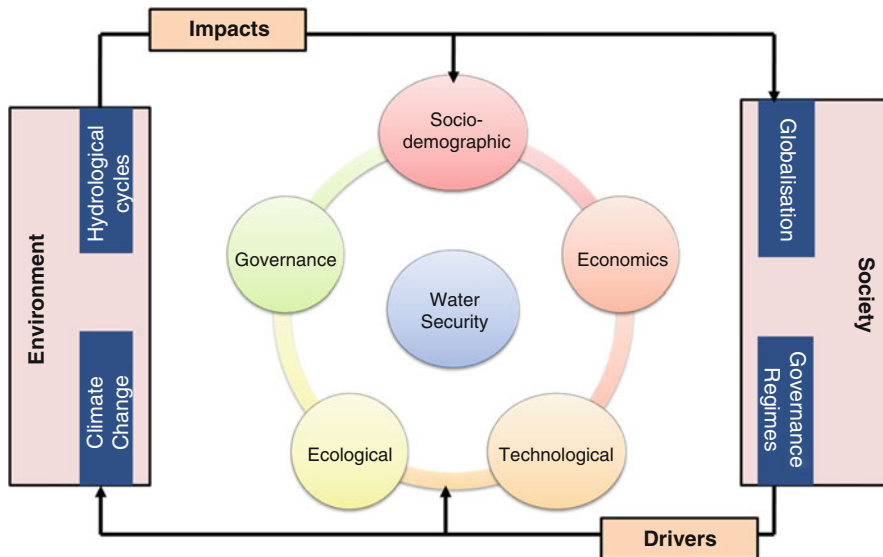 Impacts
Environment
Hydrological
cycles
Climate
Change
Socio-
demographic
Governance
Economics
Water
Security
Ecological
Technological
Globalisation
Governance
Regimes
Society
Drivers